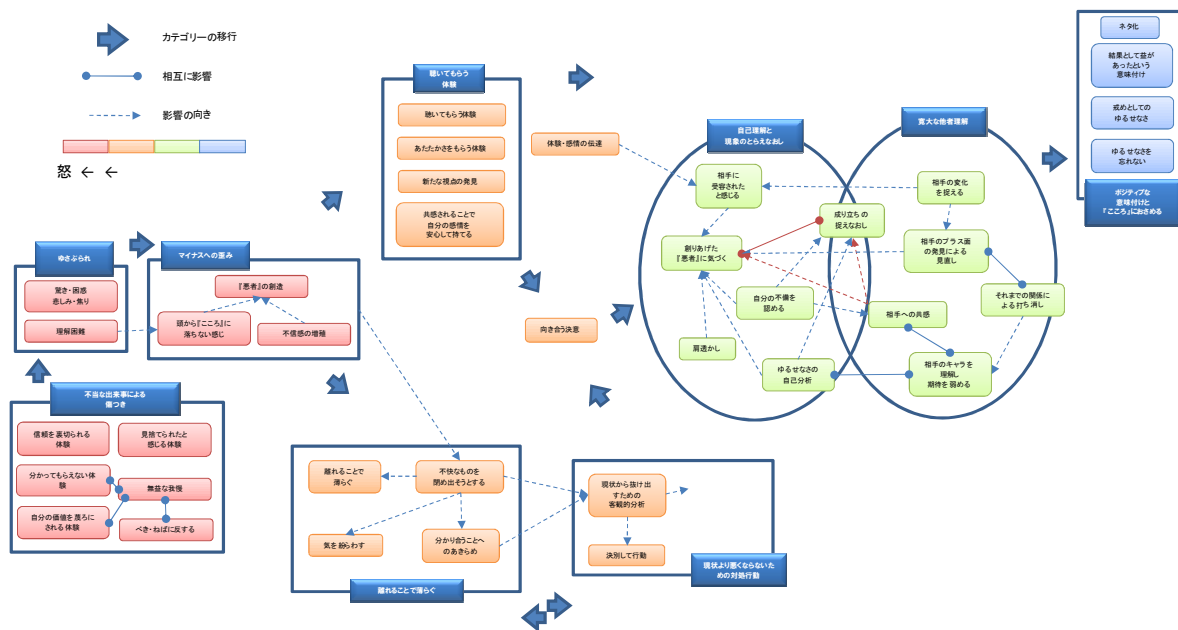 カテゴリーの移行
相互に影響
影響の向き
怒 ← ←
ゆさぶられ
驚き・困惑
悲しみ・焦り
理解困難
マイナスへの歪み
『悪者』の創造
頭から『こころ』に
落ちない感じ
不信感の増殖
不当な出来事による
傷つき
信頼を裏切られる
体験
見捨てられたと
感じる体験
分かってもらえない体
験
無益な我慢
自分の価値を蔑ろに
される体験
べき・ねばに反する
聴いてもらう
体験
聴いてもらう体験
あたたかさをもらう体験
新たな視点の発見
共感されることで
自分の感情を
安心して持てる
体験・感情の伝達
向き合う決意
離れることで
薄らぐ
不快なものを
閉め出そうとする
気を紛らわす
分かり合うことへ
のあきらめ
離れることで薄らぐ
現状から抜け出
すための
客観的分析
決別して行動
現状より悪くならないた
めの対処行動
自己理解と
現象のとらえなおし
相手に
受容された
と感じる
成り立ちの
捉えなおし
創りあげた
『悪者』に気づく
自分の不備を
認める
肩透かし
ゆるせなさの
自己分析
寛大な他者理解
相手の変化
を捉える
相手のプラス面
の発見による
見直し
それまでの関係に
よる打ち消し
相手への共感
相手のキャラを
理解し
期待を弱める
ネタ化
結果として益が
あったという
意味付け
戒めとしての
ゆるせなさ
ゆるせなさを
忘れない
ポジティブな
意味付けと
『こころ』におさめる